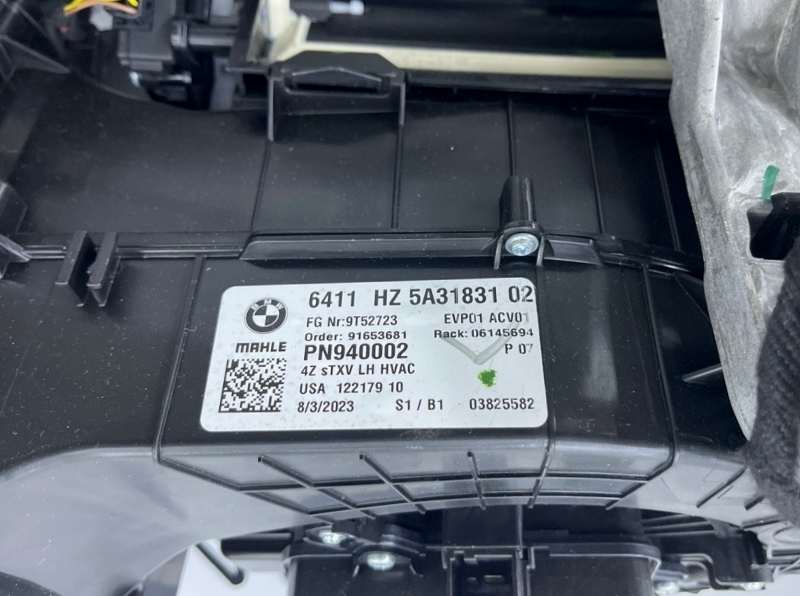 BMW
6411 HZ 5A31831 02
FG Nr:9T52723 EVP01 ACV01
Order: 91653681 Rack: 06145694
MAHLE PN940002 P 07
4Z sTXV LH HVAC
USA 122179 10
8/3/2023 S1 / B1 03825582